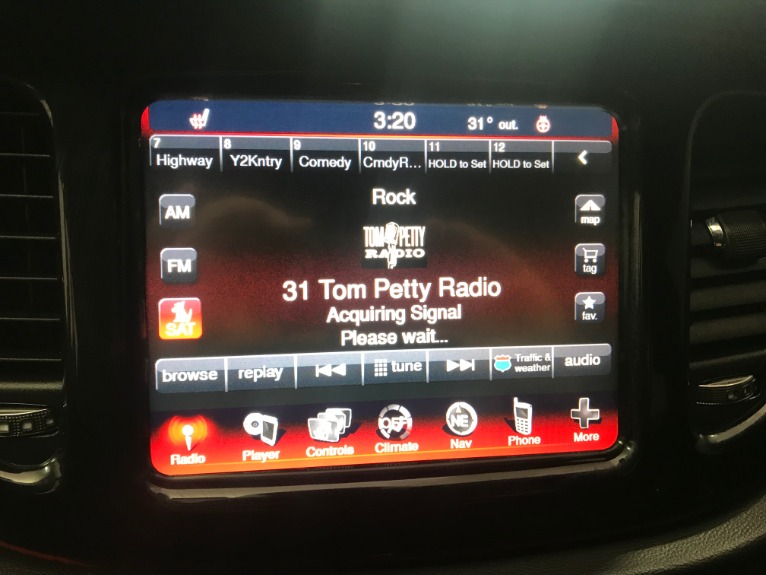 3:20
31° out.
7 8 9 10 11 12
Highway Y2Kntry Comedy CmdyR... HOLD to Set HOLD to Set
Rock
AM
map
TOM PETTY
RADIO
FM
tag
31 Tom Petty Radio
SAT
Acquiring Signal
fav.
Please wait...
browse replay tune Traffic & weather audio
OFF NE
Radio Player Controls Climate Nav Phone More